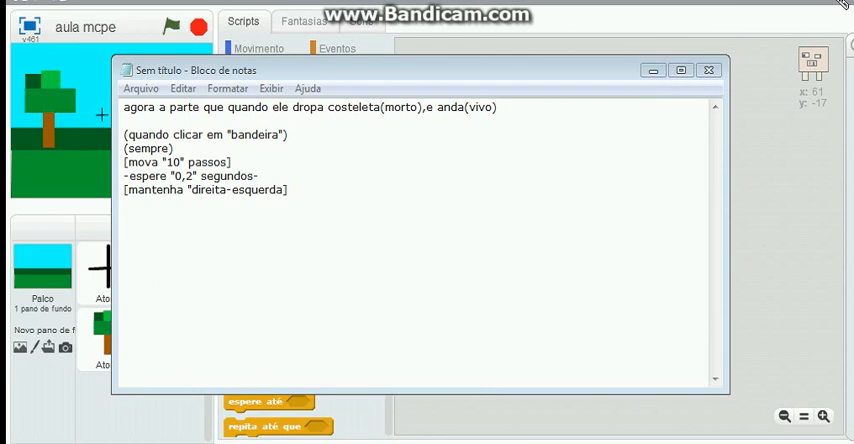 www.Bandicam.com
aula mcpe
v461
Scripts
Fantasias
Movimento
Eventos
x: 61
y: -17
Sem título - Bloco de notas
Arquivo Editar Formatar Exibir Ajuda
agora a parte que quando ele dropa costeleta(morto),e anda(vivo)
(quando clicar em "bandeira")
(sempre)
[mova "10" passos]
-espere "0,2" segundos-
[mantenha "direita-esquerda]
Palco
1 pano de fundo
Novo pano de f
Ato
Ato
espere até
repita até que